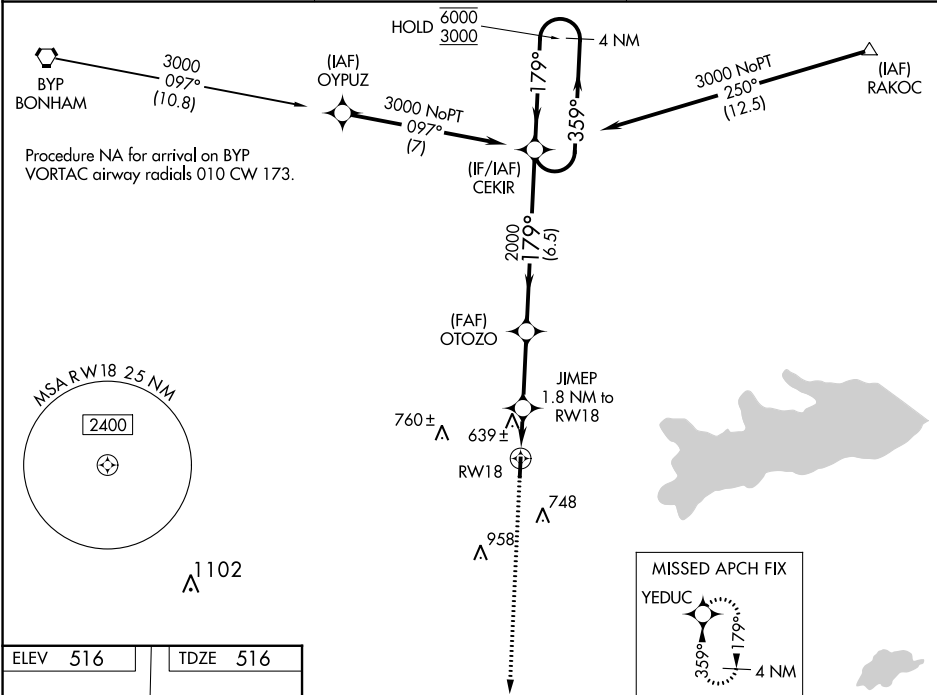 HOLD
6000
3000
4 NM
179°
359°
BYP
BONHAM
3000
097°
(10.8)
(IAF)
OYPUZ
3000 NoPT
097°
(7)
3000 NoPT
250°
(12.5)
(IAF)
RAKOC
Procedure NA for arrival on BYP
VORTAC airway radials 010 CW 173.
(IF/IAF)
CEKIR
2000
179°
(6.5)
(FAF)
OTOZO
MSA RW18 25 NM
2400
JIMEP
1.8 NM to
RW18
760 ±
639 ±
RW18
748
958
1102
MISSED APCH FIX
YEDUC
359°
179°
4 NM
ELEV 516
TDZE 516